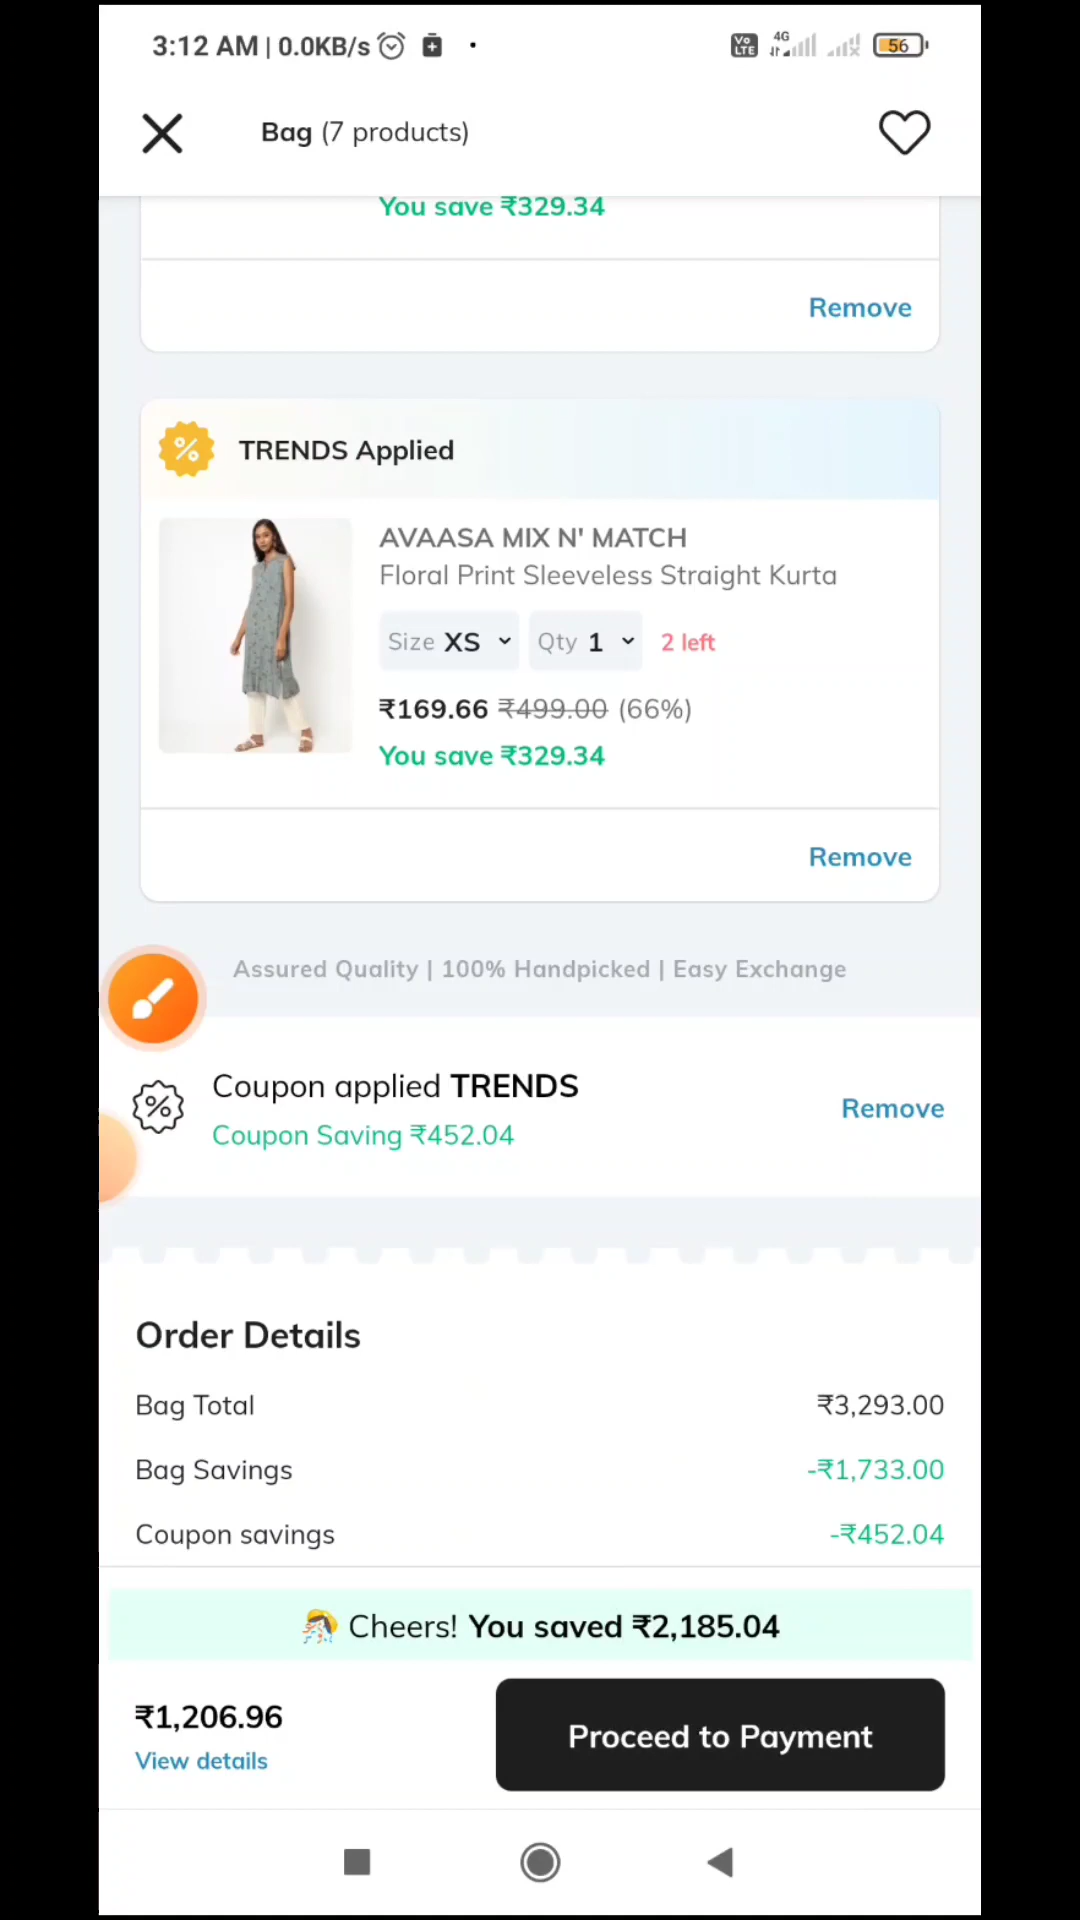 3:12 AM | 0.0KB/s
Vo LTE 4G 56
Bag (7 products)
You save ₹329.34
Remove
TRENDS Applied
AVAASA MIX N' MATCH
Floral Print Sleeveless Straight Kurta
Size XS Qty 1 2 left
₹169.66 ₹499.00 (66%)
You save ₹329.34
Remove
Assured Quality | 100% Handpicked | Easy Exchange
Coupon applied TRENDS
Coupon Saving ₹452.04
Remove
Order Details
Bag Total ₹3,293.00
Bag Savings -₹1,733.00
Coupon savings -₹452.04
Cheers! You saved ₹2,185.04
₹1,206.96
View details
Proceed to Payment